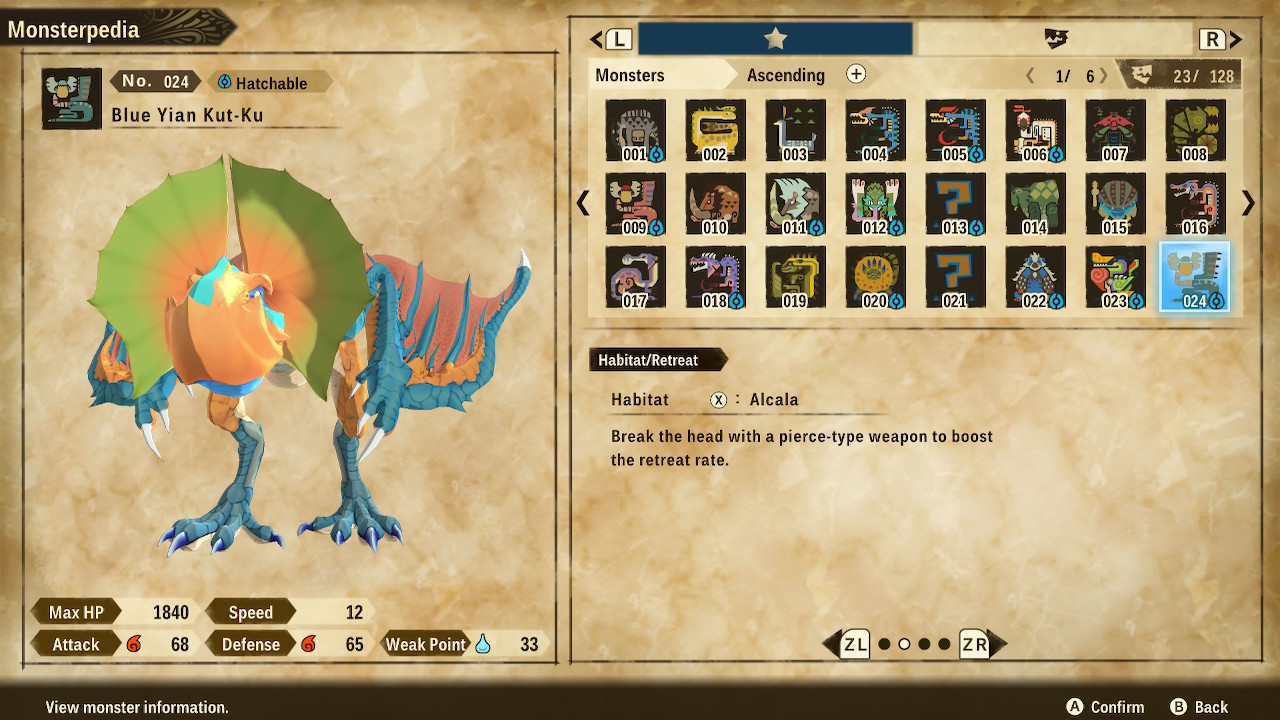 Monsterpedia
No. 024
Hatchable
Blue Yian Kut-Ku
Max HP 1840
Speed 12
Attack 68
Defense 65
Weak Point 33
L
R
Monsters
Ascending
1/ 6
23/ 128
001 002 003 004 005 006 007 008
009 010 011 012 013 014 015 016
017 018 019 020 021 022 023 024
Habitat/Retreat
Habitat X : Alcala
Break the head with a pierce-type weapon to boost
the retreat rate.
ZL ZR
View monster information.
A Confirm B Back